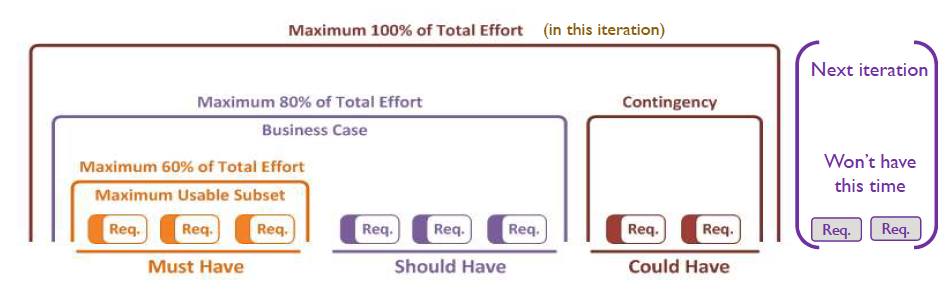 Maximum 100% of Total Effort (in this iteration)
Next iteration
Maximum 80% of Total Effort
Contingency
Business Case
Maximum 60% of Total Effort
Maximum Usable Subset
Won't have
this time
Req. Req. Req. Req. Req. Req. Req. Req. Req. Req.
Must Have Should Have Could Have